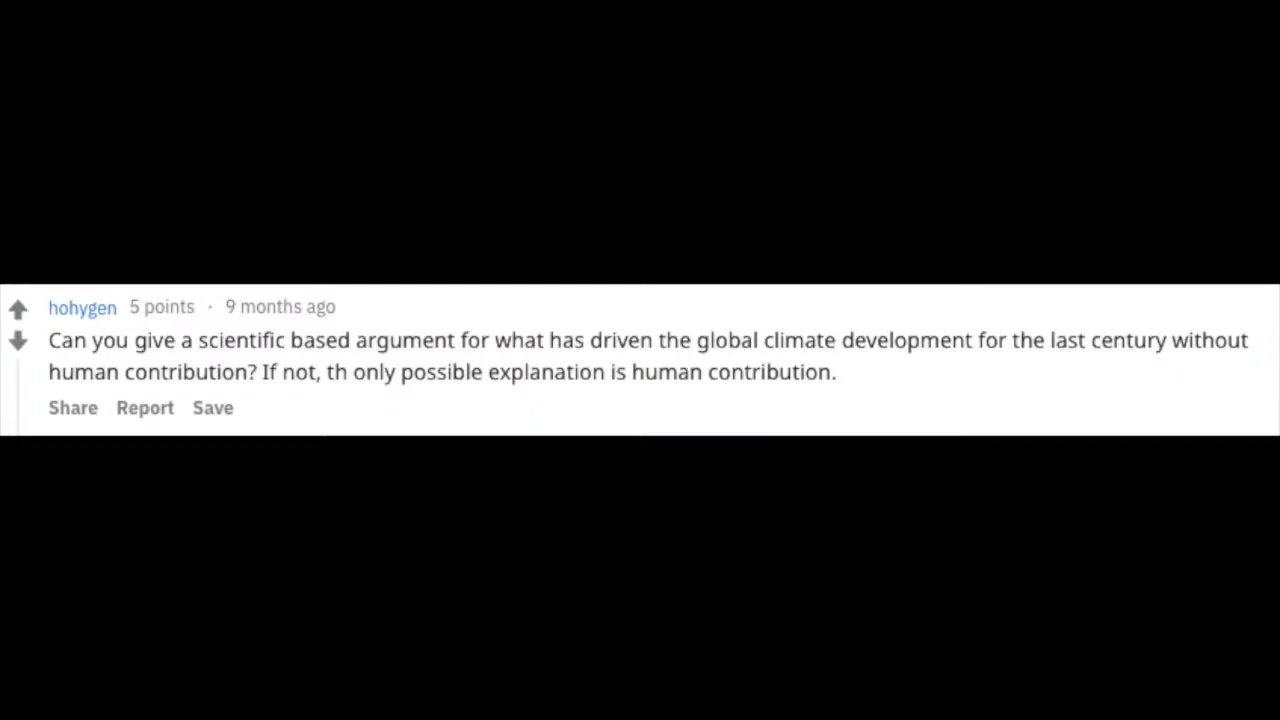 hohygen 5 points · 9 months ago
Can you give a scientific based argument for what has driven the global climate development for the last century without
human contribution? If not, th only possible explanation is human contribution.
Share Report Save